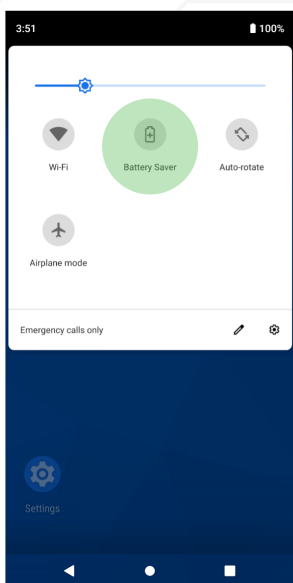 3:51 100%
Wi-Fi Battery Saver Auto-rotate
Airplane mode
Emergency calls only
Settings